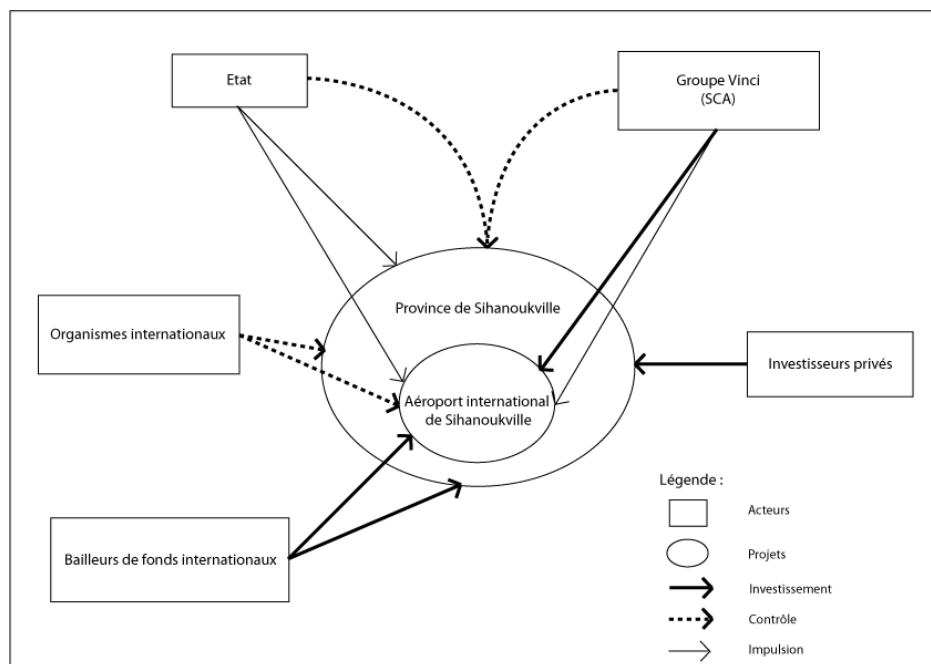 Etat
Groupe Vinci
(SCA)
Province de Sihanoukville
Organismes internationaux
Investisseurs privés
Aéroport international
de Sihanoukville
Bailleurs de fonds internationaux
Légende :
Acteurs
Projets
Investissement
Contrôle
Impulsion